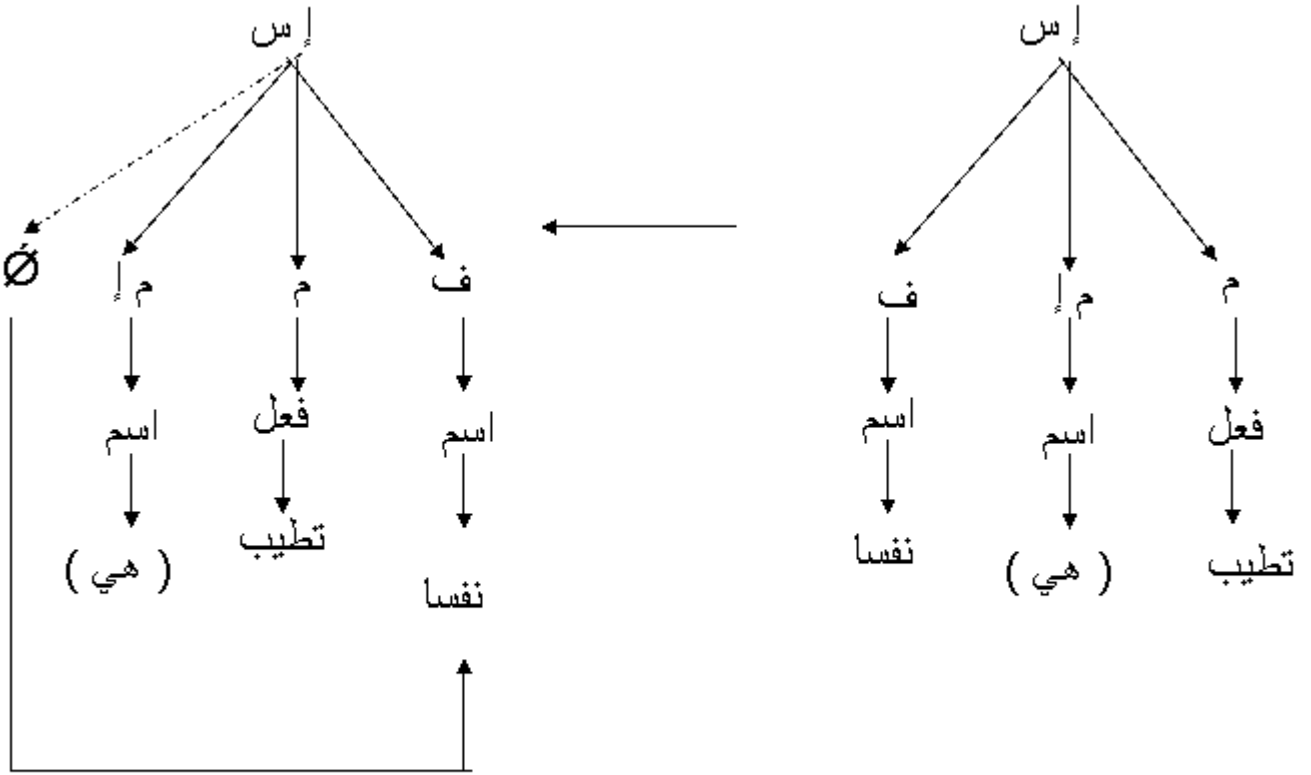 إ س
م
م إ
ف
فعل
اسم
اسم
تطيب
( هي )
نفسا
إ س
ف
م
م إ
Ø
اسم
فعل
اسم
نفسا
تطيب
( هي )